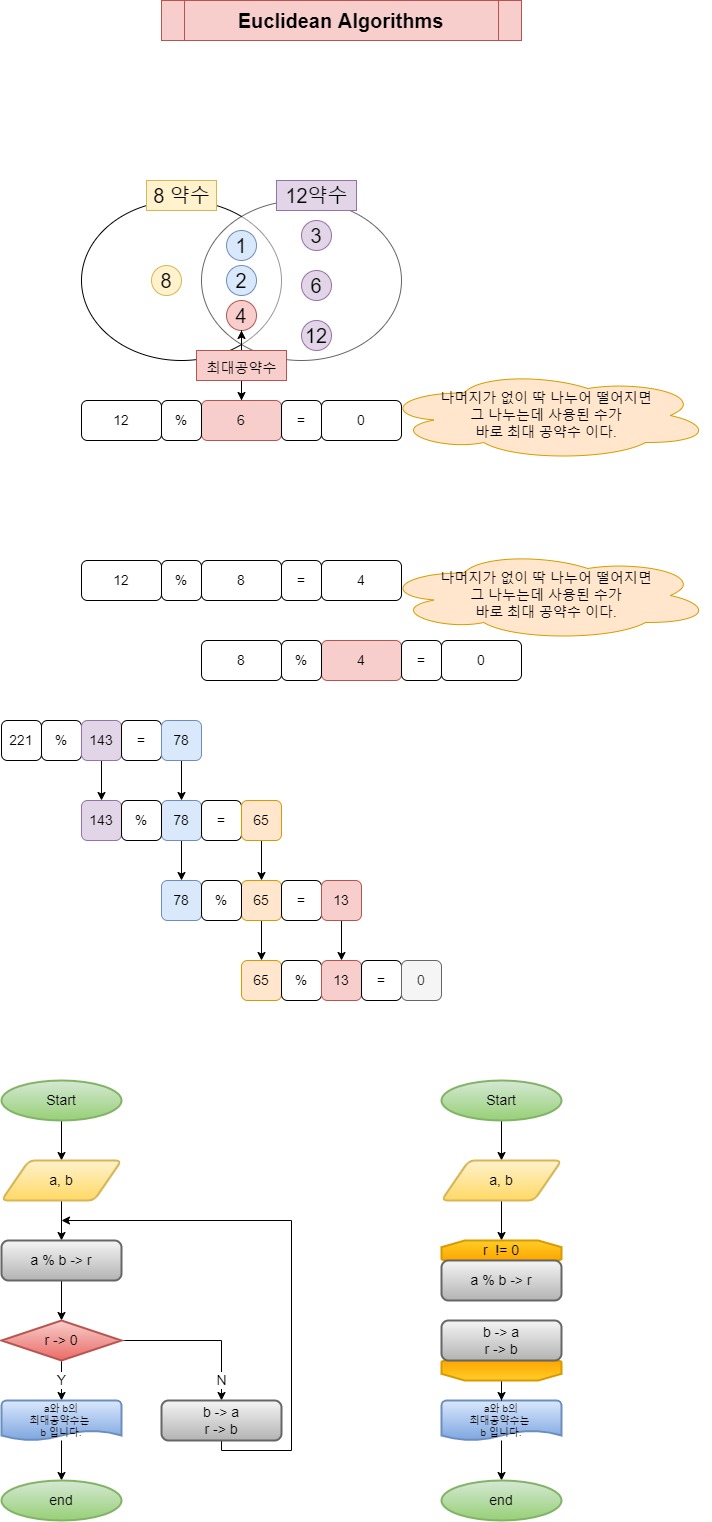 Euclidean Algorithms
8 약수
12약수
1
2
4
8
3
6
12
최대공약수
12 % 6 = 0
나머지가 없이 딱 나누어 떨어지면
그 나누는데 사용된 수가
바로 최대 공약수 이다.
12 % 8 = 4
나머지가 없이 딱 나누어 떨어지면
그 나누는데 사용된 수가
바로 최대 공약수 이다.
8 % 4 = 0
221 % 143 = 78
143 % 78 = 65
78 % 65 = 13
65 % 13 = 0
Start
a, b
a % b -> r
r -> 0
Y
N
a와 b의
최대공약수는
b 입니다.
b -> a
r -> b
end
Start
a, b
r != 0
a % b -> r
b -> a
r -> b
a와 b의
최대공약수는
b 입니다.
end